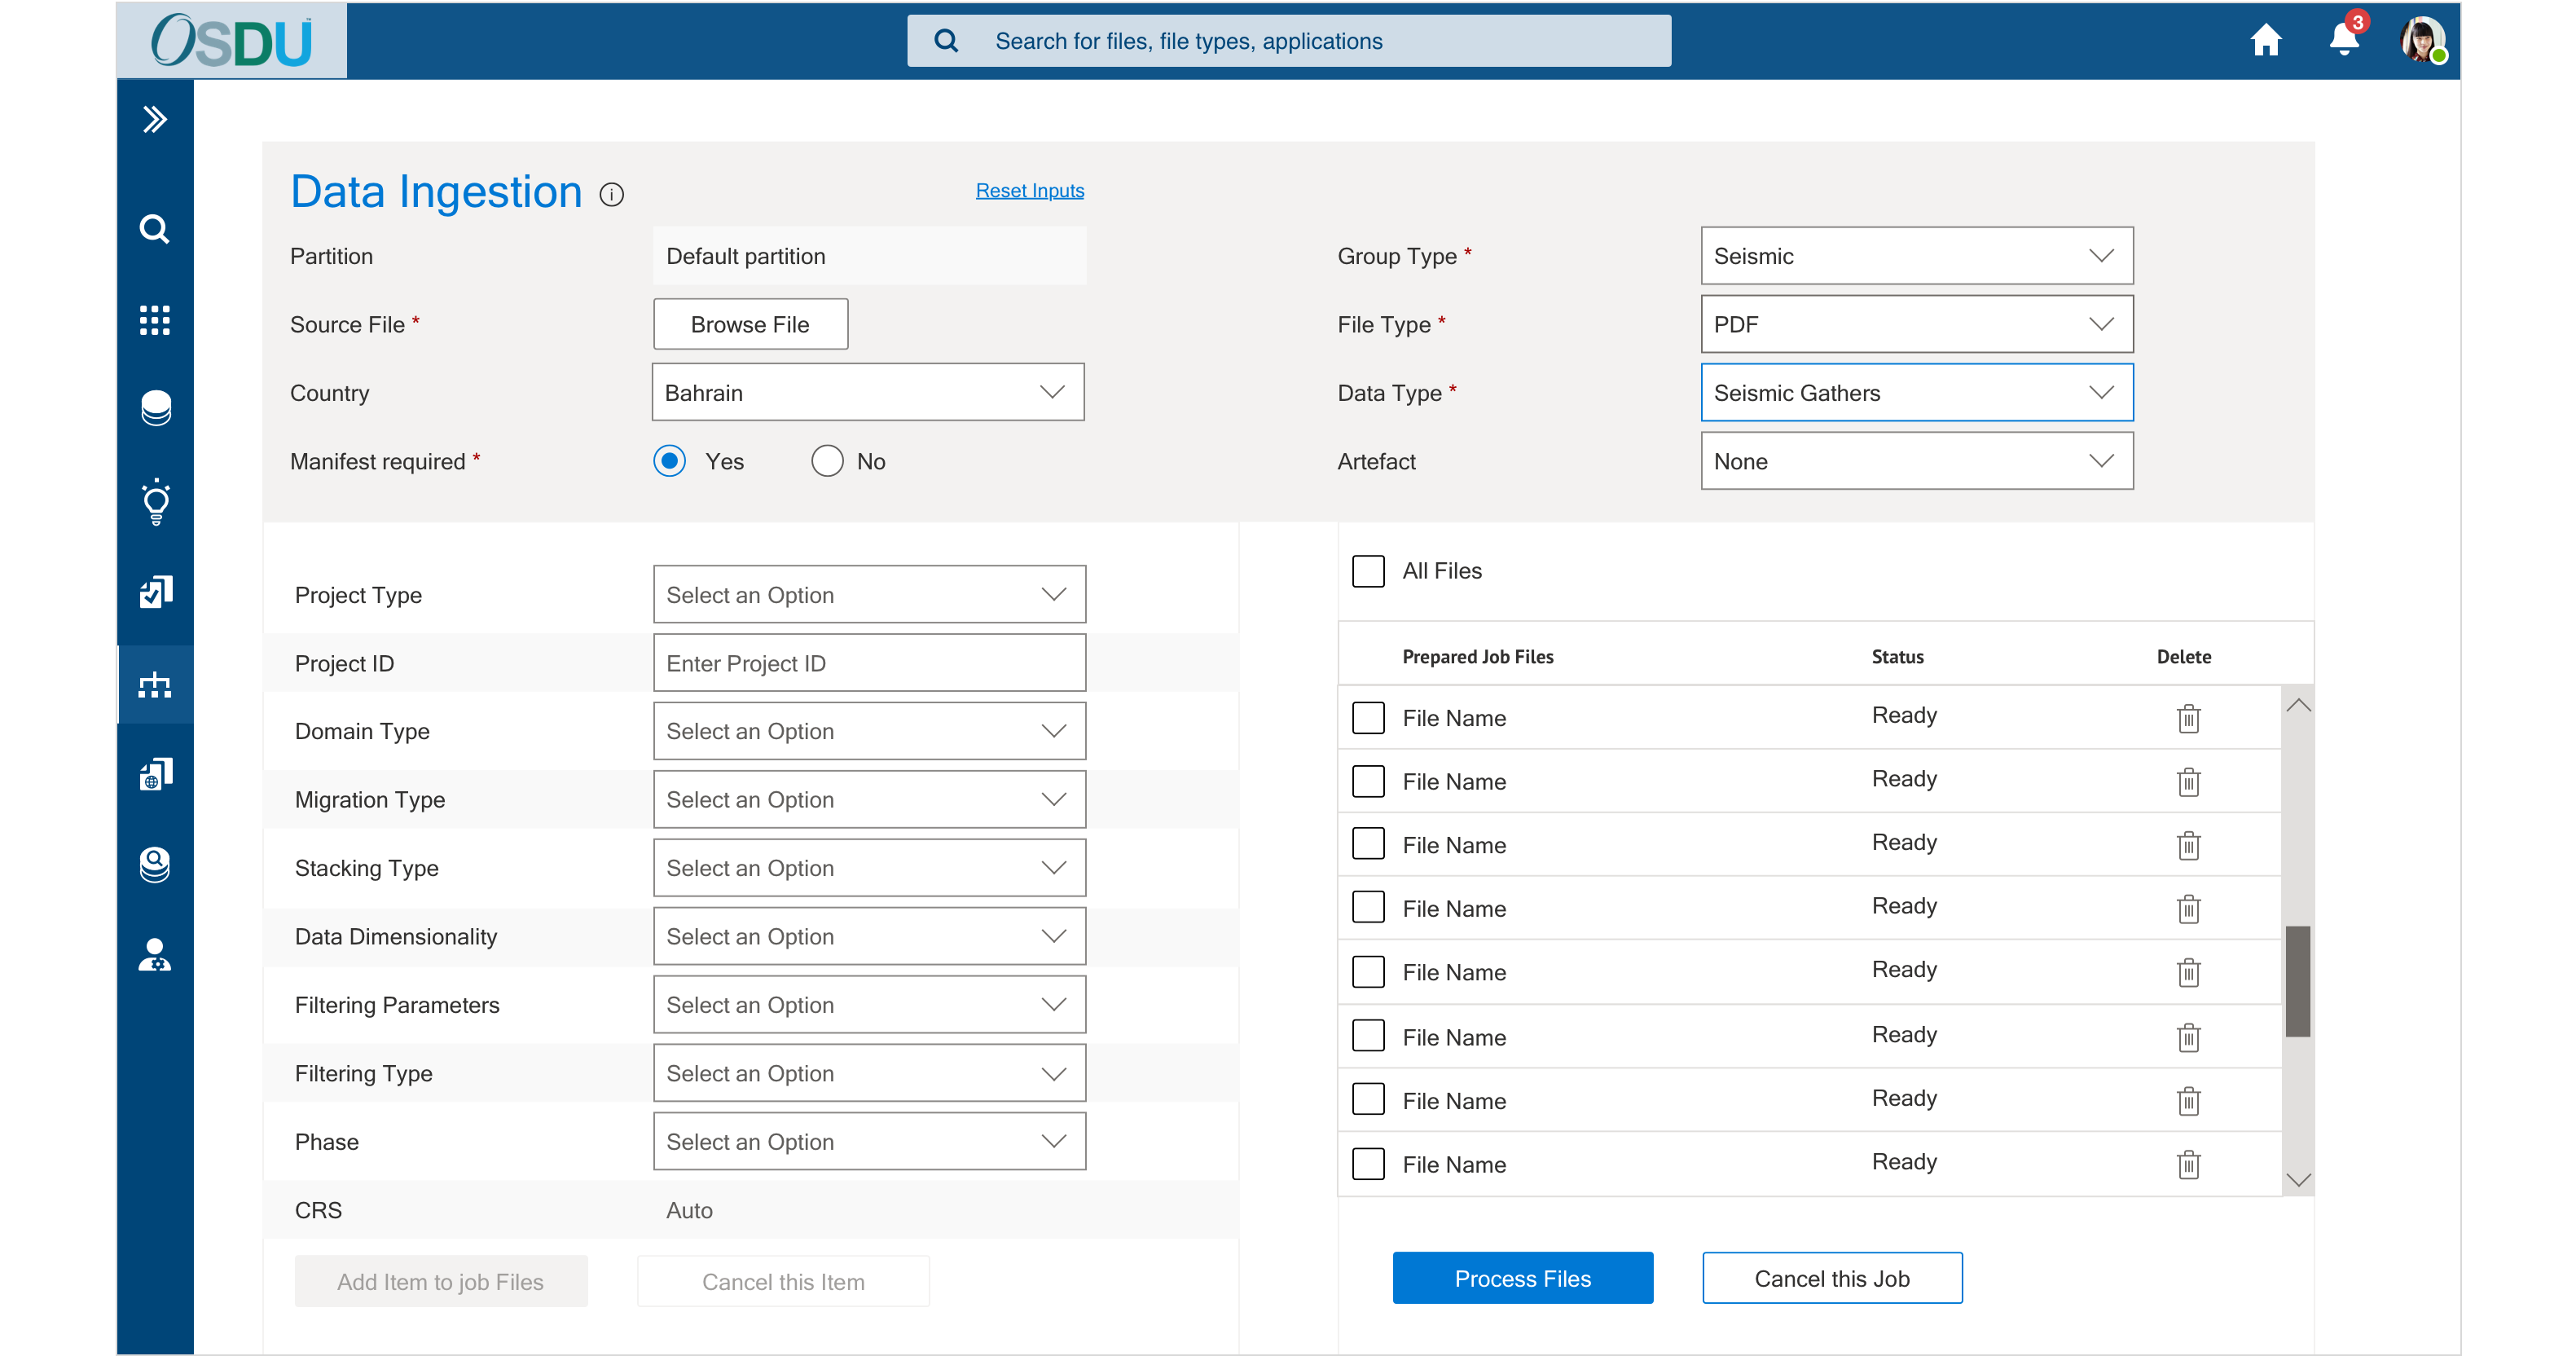 OSDU™
Search for files, file types, applications
3
Data Ingestion
Reset Inputs
Partition
Default partition
Source File *
Browse File
Country
Bahrain
Manifest required *
Yes
No
Group Type *
Seismic
File Type *
PDF
Data Type *
Seismic Gathers
Artefact
None
Project Type
Select an Option
Project ID
Enter Project ID
Domain Type
Select an Option
Migration Type
Select an Option
Stacking Type
Select an Option
Data Dimensionality
Select an Option
Filtering Parameters
Select an Option
Filtering Type
Select an Option
Phase
Select an Option
CRS
Auto
Add Item to job Files
Cancel this Item
All Files
Prepared Job Files
Status
Delete
File Name
Ready
File Name
Ready
File Name
Ready
File Name
Ready
File Name
Ready
File Name
Ready
File Name
Ready
File Name
Ready
Process Files
Cancel this Job